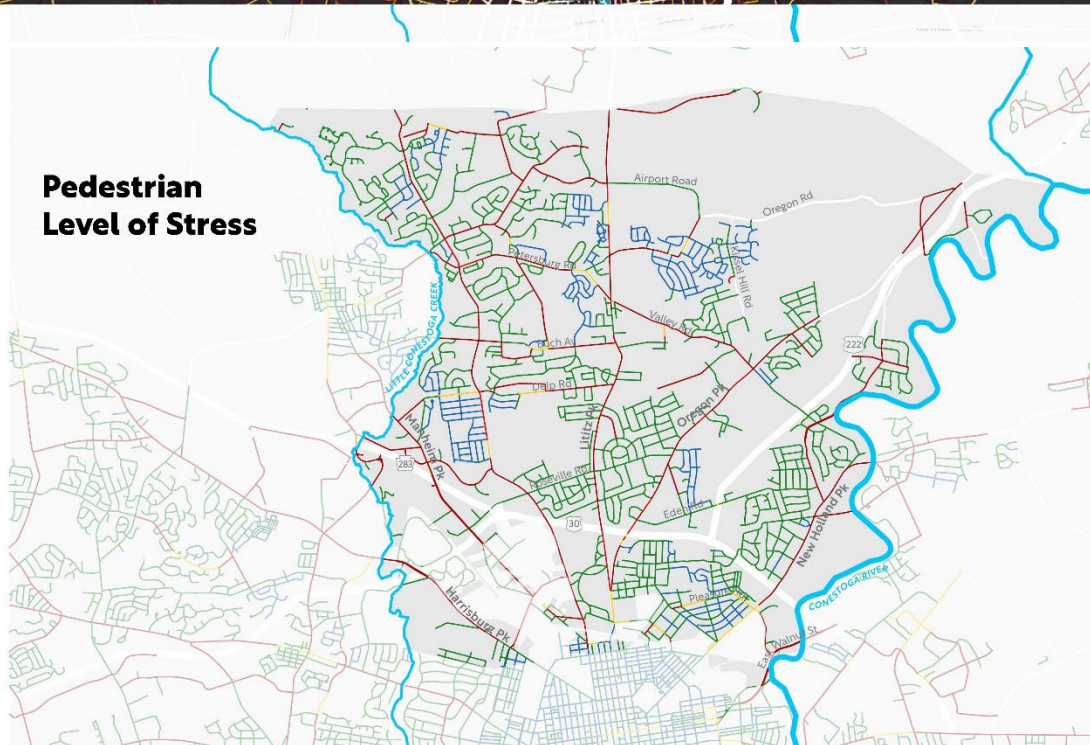 Pedestrian
Level of Stress
Airport Road
Oregon Rd
Petersburg Rd
Kissel Hill Rd
LITTLE CONESTOGA CREEK
Valley Rd
222
Buch Av
Delp Rd
Oregon Pk
Lititz Pk
Manheim Pk
283
Roseville Rd
Eden Rd
30
New Holland Pk
CONESTOGA RIVER
Harrisburg Pk
East Walnut St